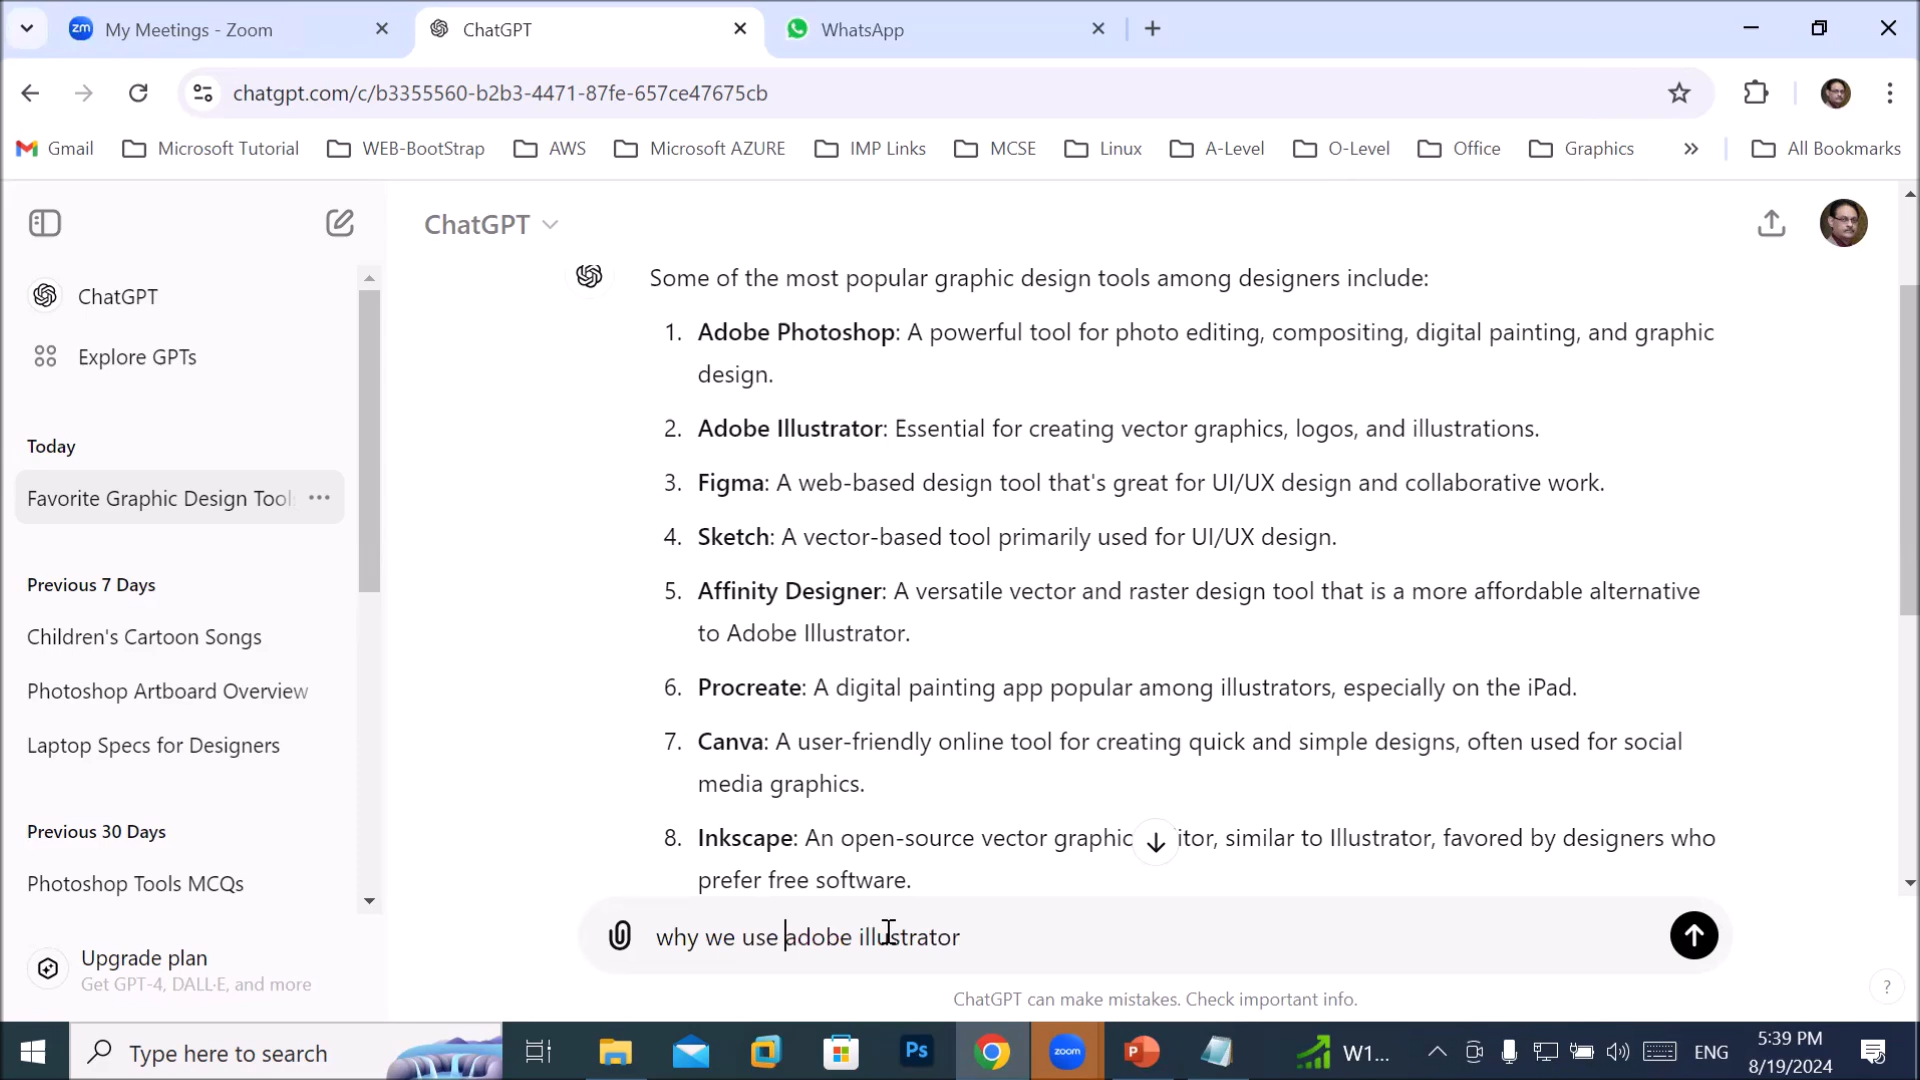 zm My Meetings - Zoom ChatGPT WhatsApp
chatgpt.com/c/b3355560-b2b3-4471-87fe-657ce47675cb
Gmail Microsoft Tutorial WEB-BootStrap AWS Microsoft AZURE IMP Links MCSE Linux A-Level O-Level Office Graphics All Bookmarks
ChatGPT
ChatGPT
Explore GPTs
Today
Favorite Graphic Design Tool
Previous 7 Days
Children's Cartoon Songs
Photoshop Artboard Overview
Laptop Specs for Designers
Previous 30 Days
Photoshop Tools MCQs
Upgrade plan
Get GPT-4, DALL·E, and more
Some of the most popular graphic design tools among designers include:
1. Adobe Photoshop: A powerful tool for photo editing, compositing, digital painting, and graphic
design.
2. Adobe Illustrator: Essential for creating vector graphics, logos, and illustrations.
3. Figma: A web-based design tool that's great for UI/UX design and collaborative work.
4. Sketch: A vector-based tool primarily used for UI/UX design.
5. Affinity Designer: A versatile vector and raster design tool that is a more affordable alternative
to Adobe Illustrator.
6. Procreate: A digital painting app popular among illustrators, especially on the iPad.
7. Canva: A user-friendly online tool for creating quick and simple designs, often used for social
media graphics.
8. Inkscape: An open-source vector graphic itor, similar to Illustrator, favored by designers who
prefer free software.
why we use adobe illustrator
ChatGPT can make mistakes. Check important info.
?
Type here to search
Ps
zoom
P
W1...
ENG
5:39 PM
8/19/2024